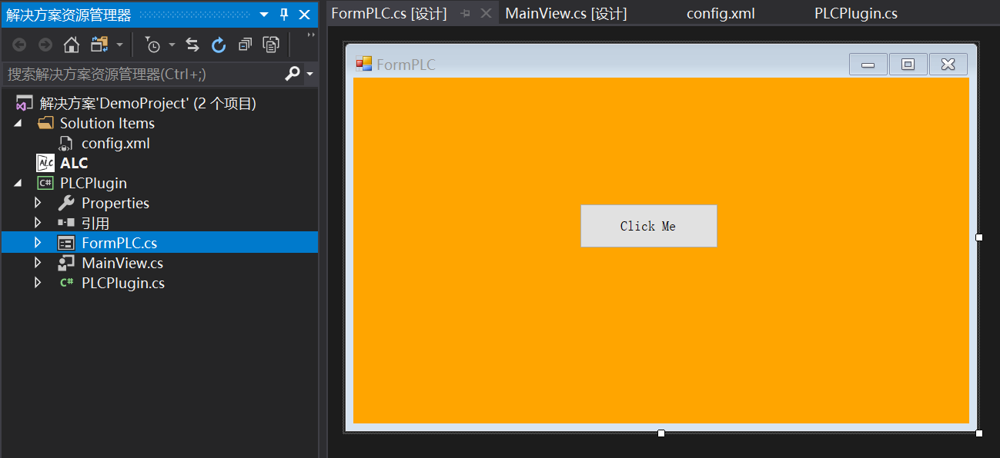 解决方案资源管理器
搜索解决方案资源管理器(Ctrl+;)
解决方案'DemoProject' (2 个项目)
Solution Items
config.xml
ALC
ALC
C# PLCPlugin
Properties
引用
FormPLC.cs
MainView.cs
C# PLCPlugin.cs
FormPLC.cs [设计]
MainView.cs [设计]
config.xml
PLCPlugin.cs
FormPLC
Click Me